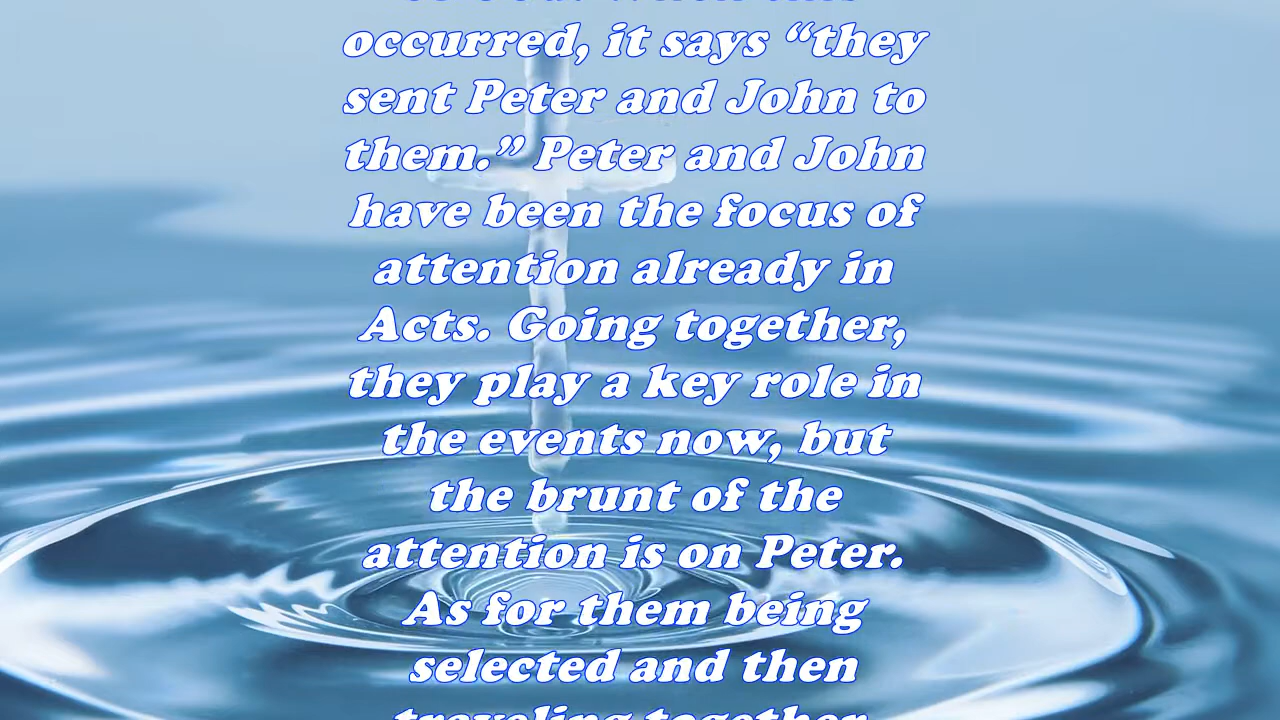 occurred, it says “they
sent Peter and John to
them.” Peter and John
have been the focus of
attention already in
Acts. Going together,
they play a key role in
the events now, but
the brunt of the
attention is on Peter.
As for them being
selected and then
traveling together